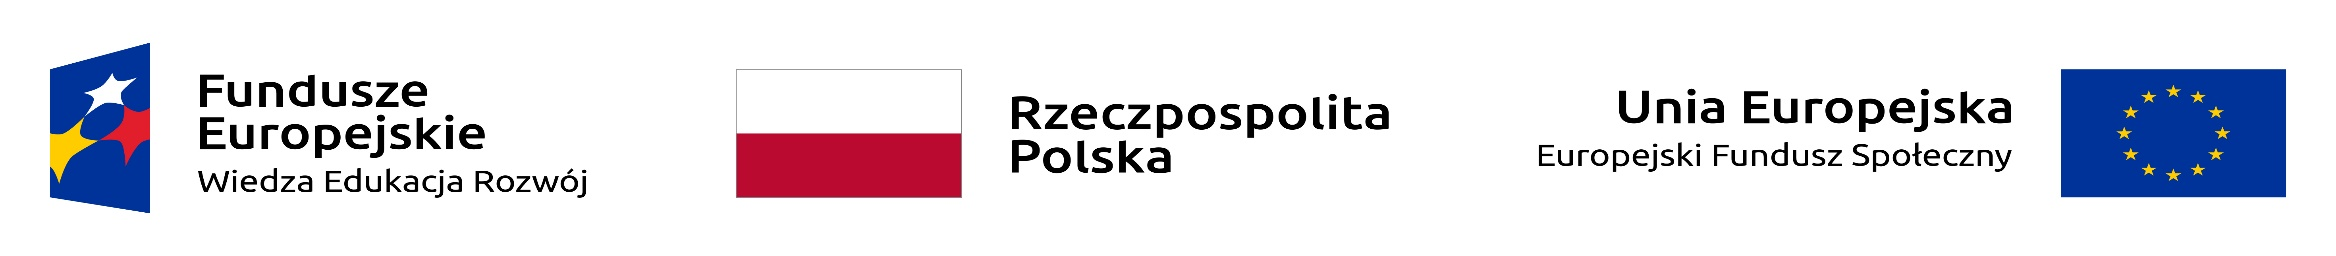 Fundusze
Europejskie
Wiedza Edukacja Rozwój
Rzeczpospolita
Polska
Unia Europejska
Europejski Fundusz Społeczny